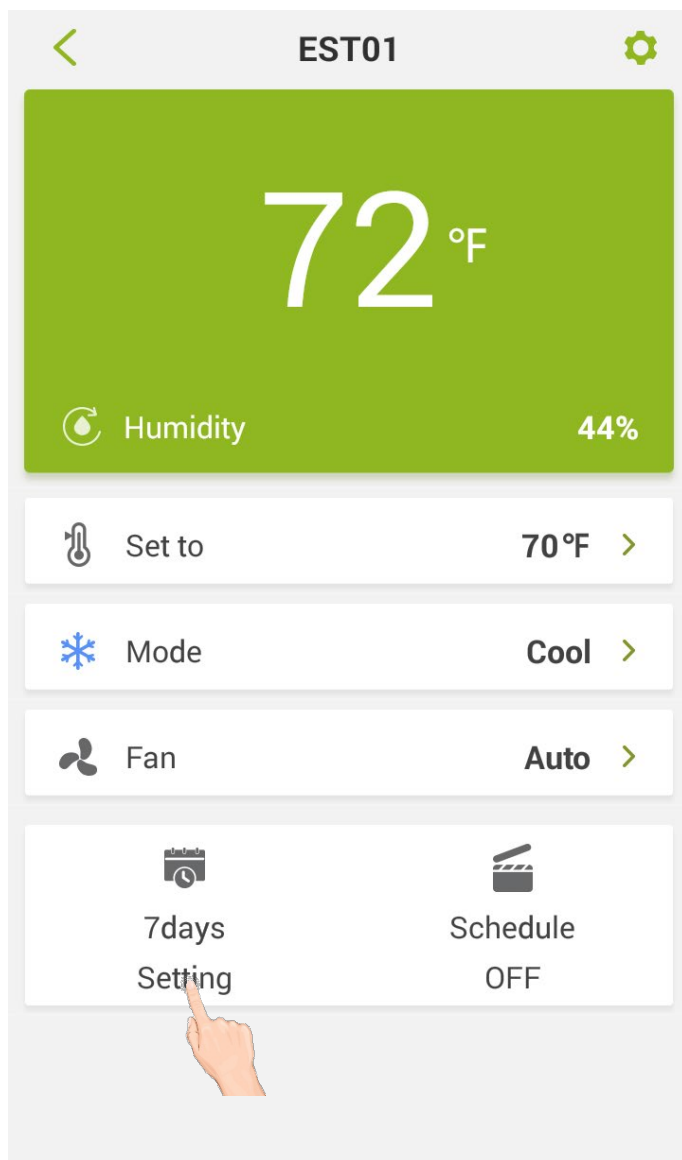 EST01
72 °F
Humidity 44%
Set to 70°F
Mode Cool
Fan Auto
7days Schedule
Setting OFF